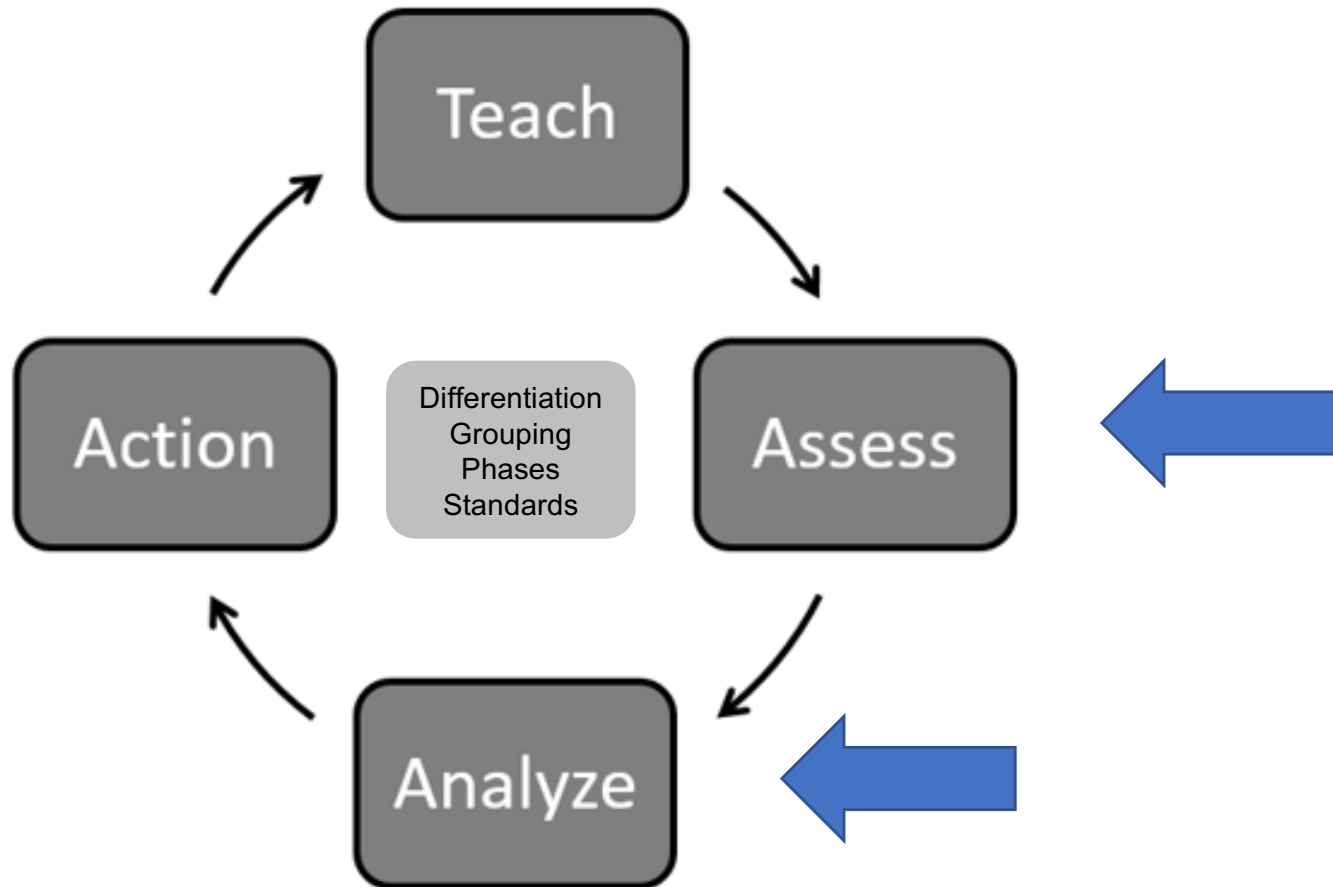 Teach
Action
Differentiation
Grouping
Phases
Standards
Assess
Analyze